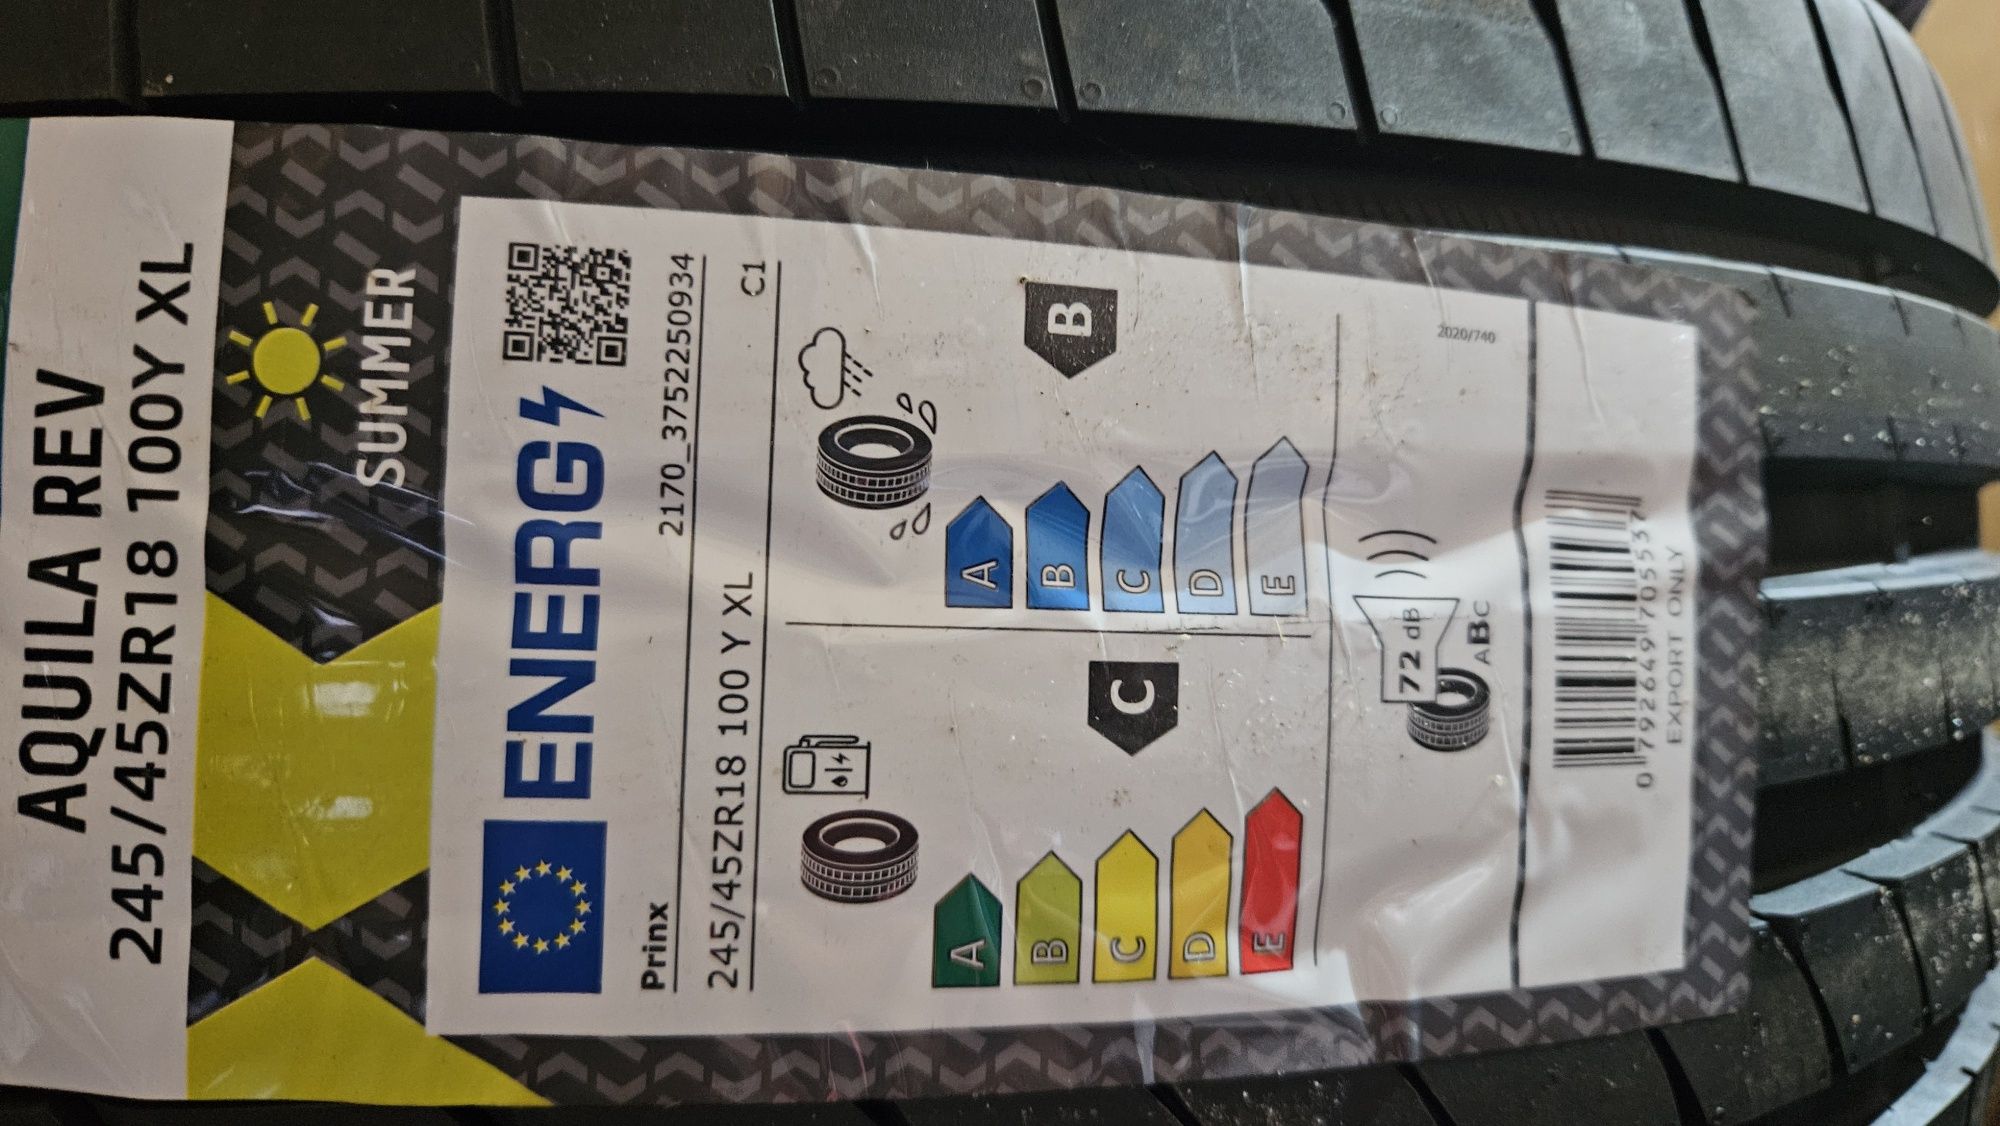 AQUILA REV
245/45ZR18 100Y XL
SUMMER
ENERG
Prinx 2170_3752250934
245/45ZR18 100 Y XL C1
A
B
C
D
E
C
A
B
C
D
E
B
72 dB
ABC
2020/740
0 792649 705537
EXPORT ONLY